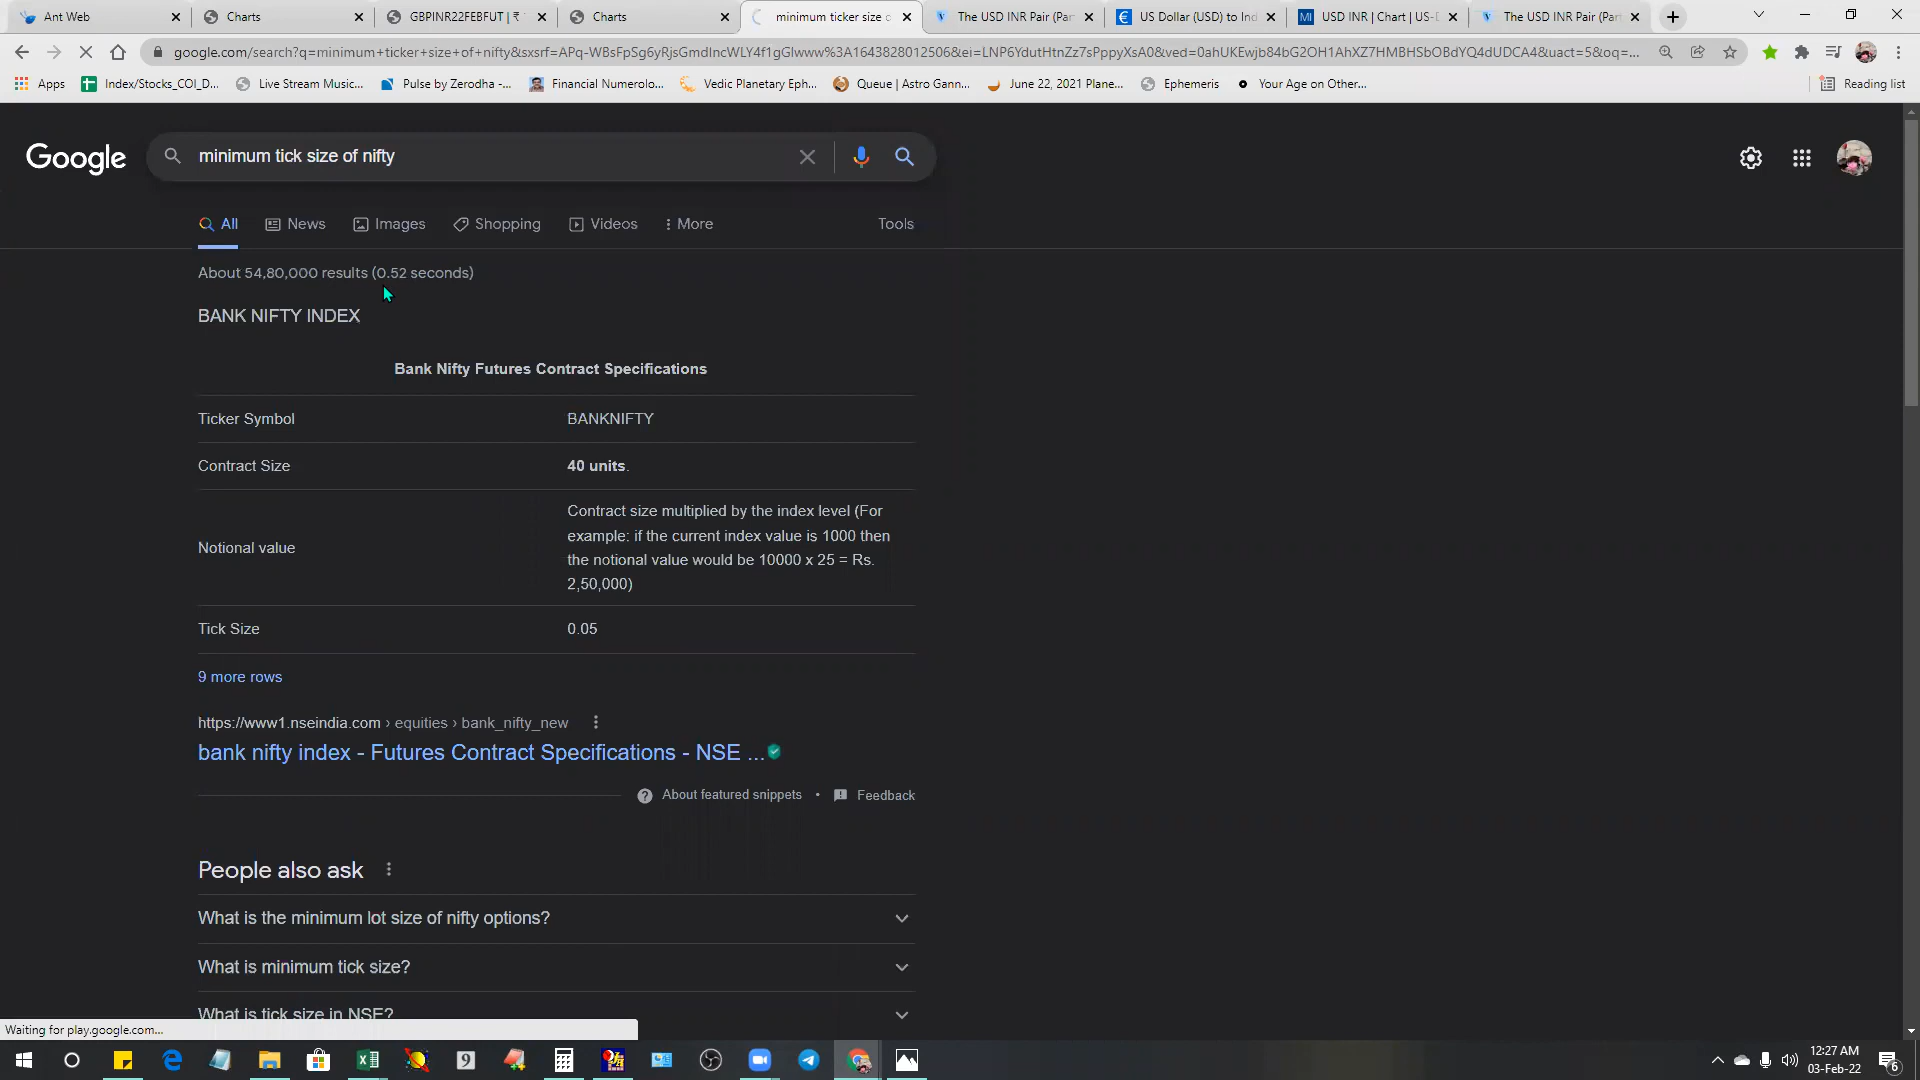 Ant Web
Charts
GBPINR22FEBFUT | ₹
Charts
minimum ticker size o
The USD INR Pair (Par
US Dollar (USD) to Ind
USD INR | Chart | US-D
The USD INR Pair (Part
google.com/search?q=minimum+ticker+size+of+nifty&sxsrf=APq-WBsFpSg6yRjsGmdIncWLY4f1gGlwww%3A1643828012506&ei=LNP6YdutHtnZz7sPppyXsA0&ved=0ahUKEwjb84bG2OH1AhXZ7HMBHSbOBdYQ4dUDCA4&uact=5&oq=...
Apps
Index/Stocks_COI_D...
Live Stream Music...
Pulse by Zerodha -...
Financial Numerolo...
Vedic Planetary Eph...
Queue | Astro Gann...
June 22, 2021 Plane...
Ephemeris
Your Age on Other...
Reading list
Google
minimum tick size of nifty
All
News
Images
Shopping
Videos
More
Tools
About 54,80,000 results (0.52 seconds)
BANK NIFTY INDEX
Bank Nifty Futures Contract Specifications
Ticker Symbol
BANKNIFTY
Contract Size
40 units.
Notional value
Contract size multiplied by the index level (For
example: if the current index value is 1000 then
the notional value would be 10000 x 25 = Rs.
2,50,000)
Tick Size
0.05
9 more rows
https://www1.nseindia.com › equities › bank_nifty_new
bank nifty index - Futures Contract Specifications - NSE ...
About featured snippets
•
Feedback
People also ask
What is the minimum lot size of nifty options?
What is minimum tick size?
What is tick size in NSE?
Waiting for play.google.com...
9
12:27 AM
03-Feb-22
6